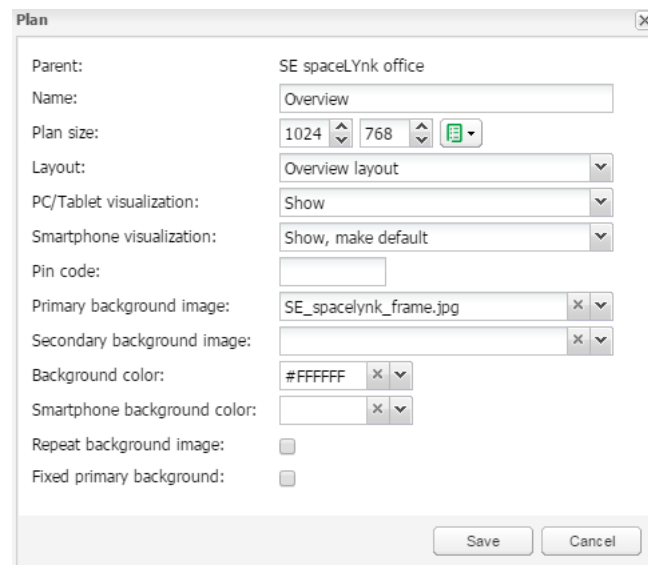 Plan
Parent: SE spaceLYnk office
Name: Overview
Plan size: 1024 768
Layout: Overview layout
PC/Tablet visualization: Show
Smartphone visualization: Show, make default
Pin code:
Primary background image: SE_spacelynk_frame.jpg
Secondary background image:
Background color: #FFFFFF
Smartphone background color:
Repeat background image:
Fixed primary background:
Save Cancel